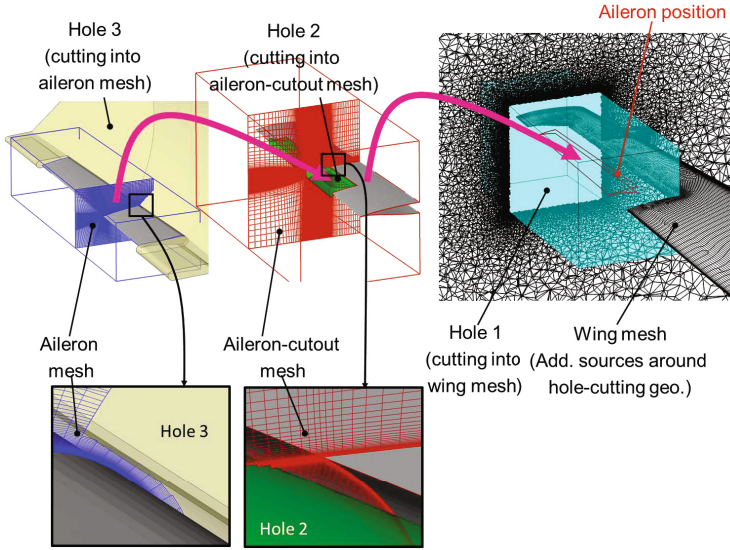 Hole 3
(cutting into
aileron mesh)
Hole 2
(cutting into
aileron-cutout mesh)
Aileron position
Aileron
mesh
Aileron-cutout
mesh
Hole 1
(cutting into
wing mesh)
Wing mesh
(Add. sources around
hole-cutting geo.)
Hole 3
Hole 2